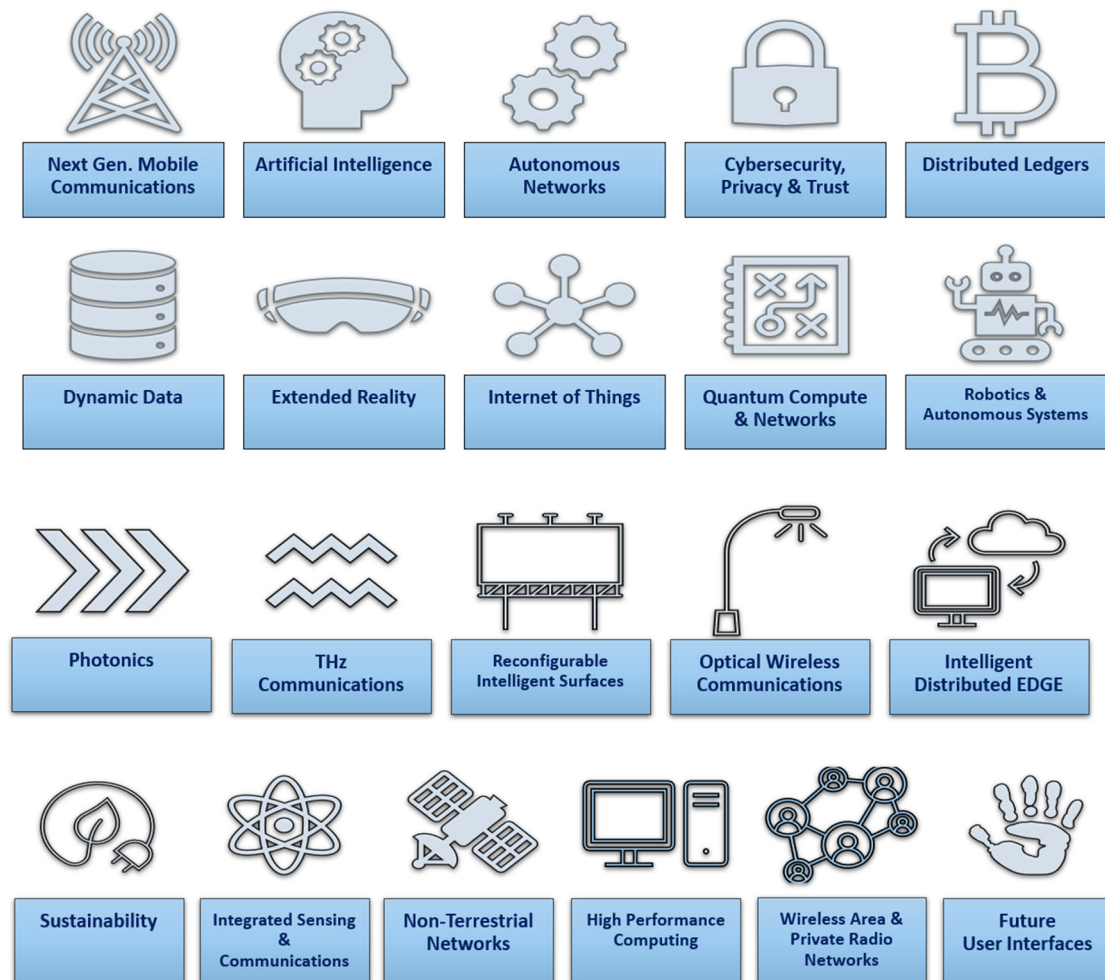 Next Gen. Mobile
Communications
Artificial Intelligence
Autonomous
Networks
Cybersecurity,
Privacy & Trust
Distributed Ledgers
Dynamic Data
Extended Reality
Internet of Things
Quantum Compute
& Networks
Robotics &
Autonomous Systems
Photonics
THz
Communications
Reconfigurable
Intelligent Surfaces
Optical Wireless
Communications
Intelligent
Distributed EDGE
Sustainability
Integrated Sensing
&
Communications
Non-Terrestrial
Networks
High Performance
Computing
Wireless Area &
Private Radio
Networks
Future
User Interfaces